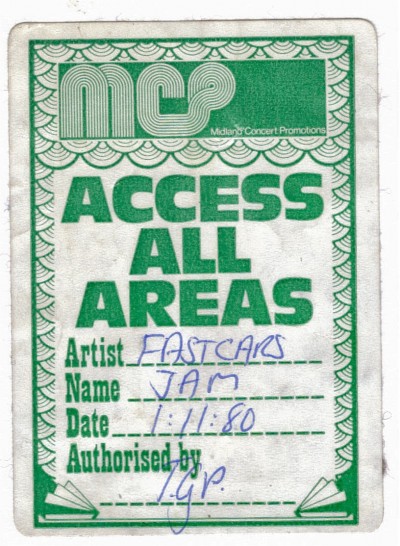 MCP
Midland Concert Promotions
ACCESS
ALL
AREAS
Artist FASTCARS
Name JAM
Date 1:11:80
Authorised by
T.G.P.